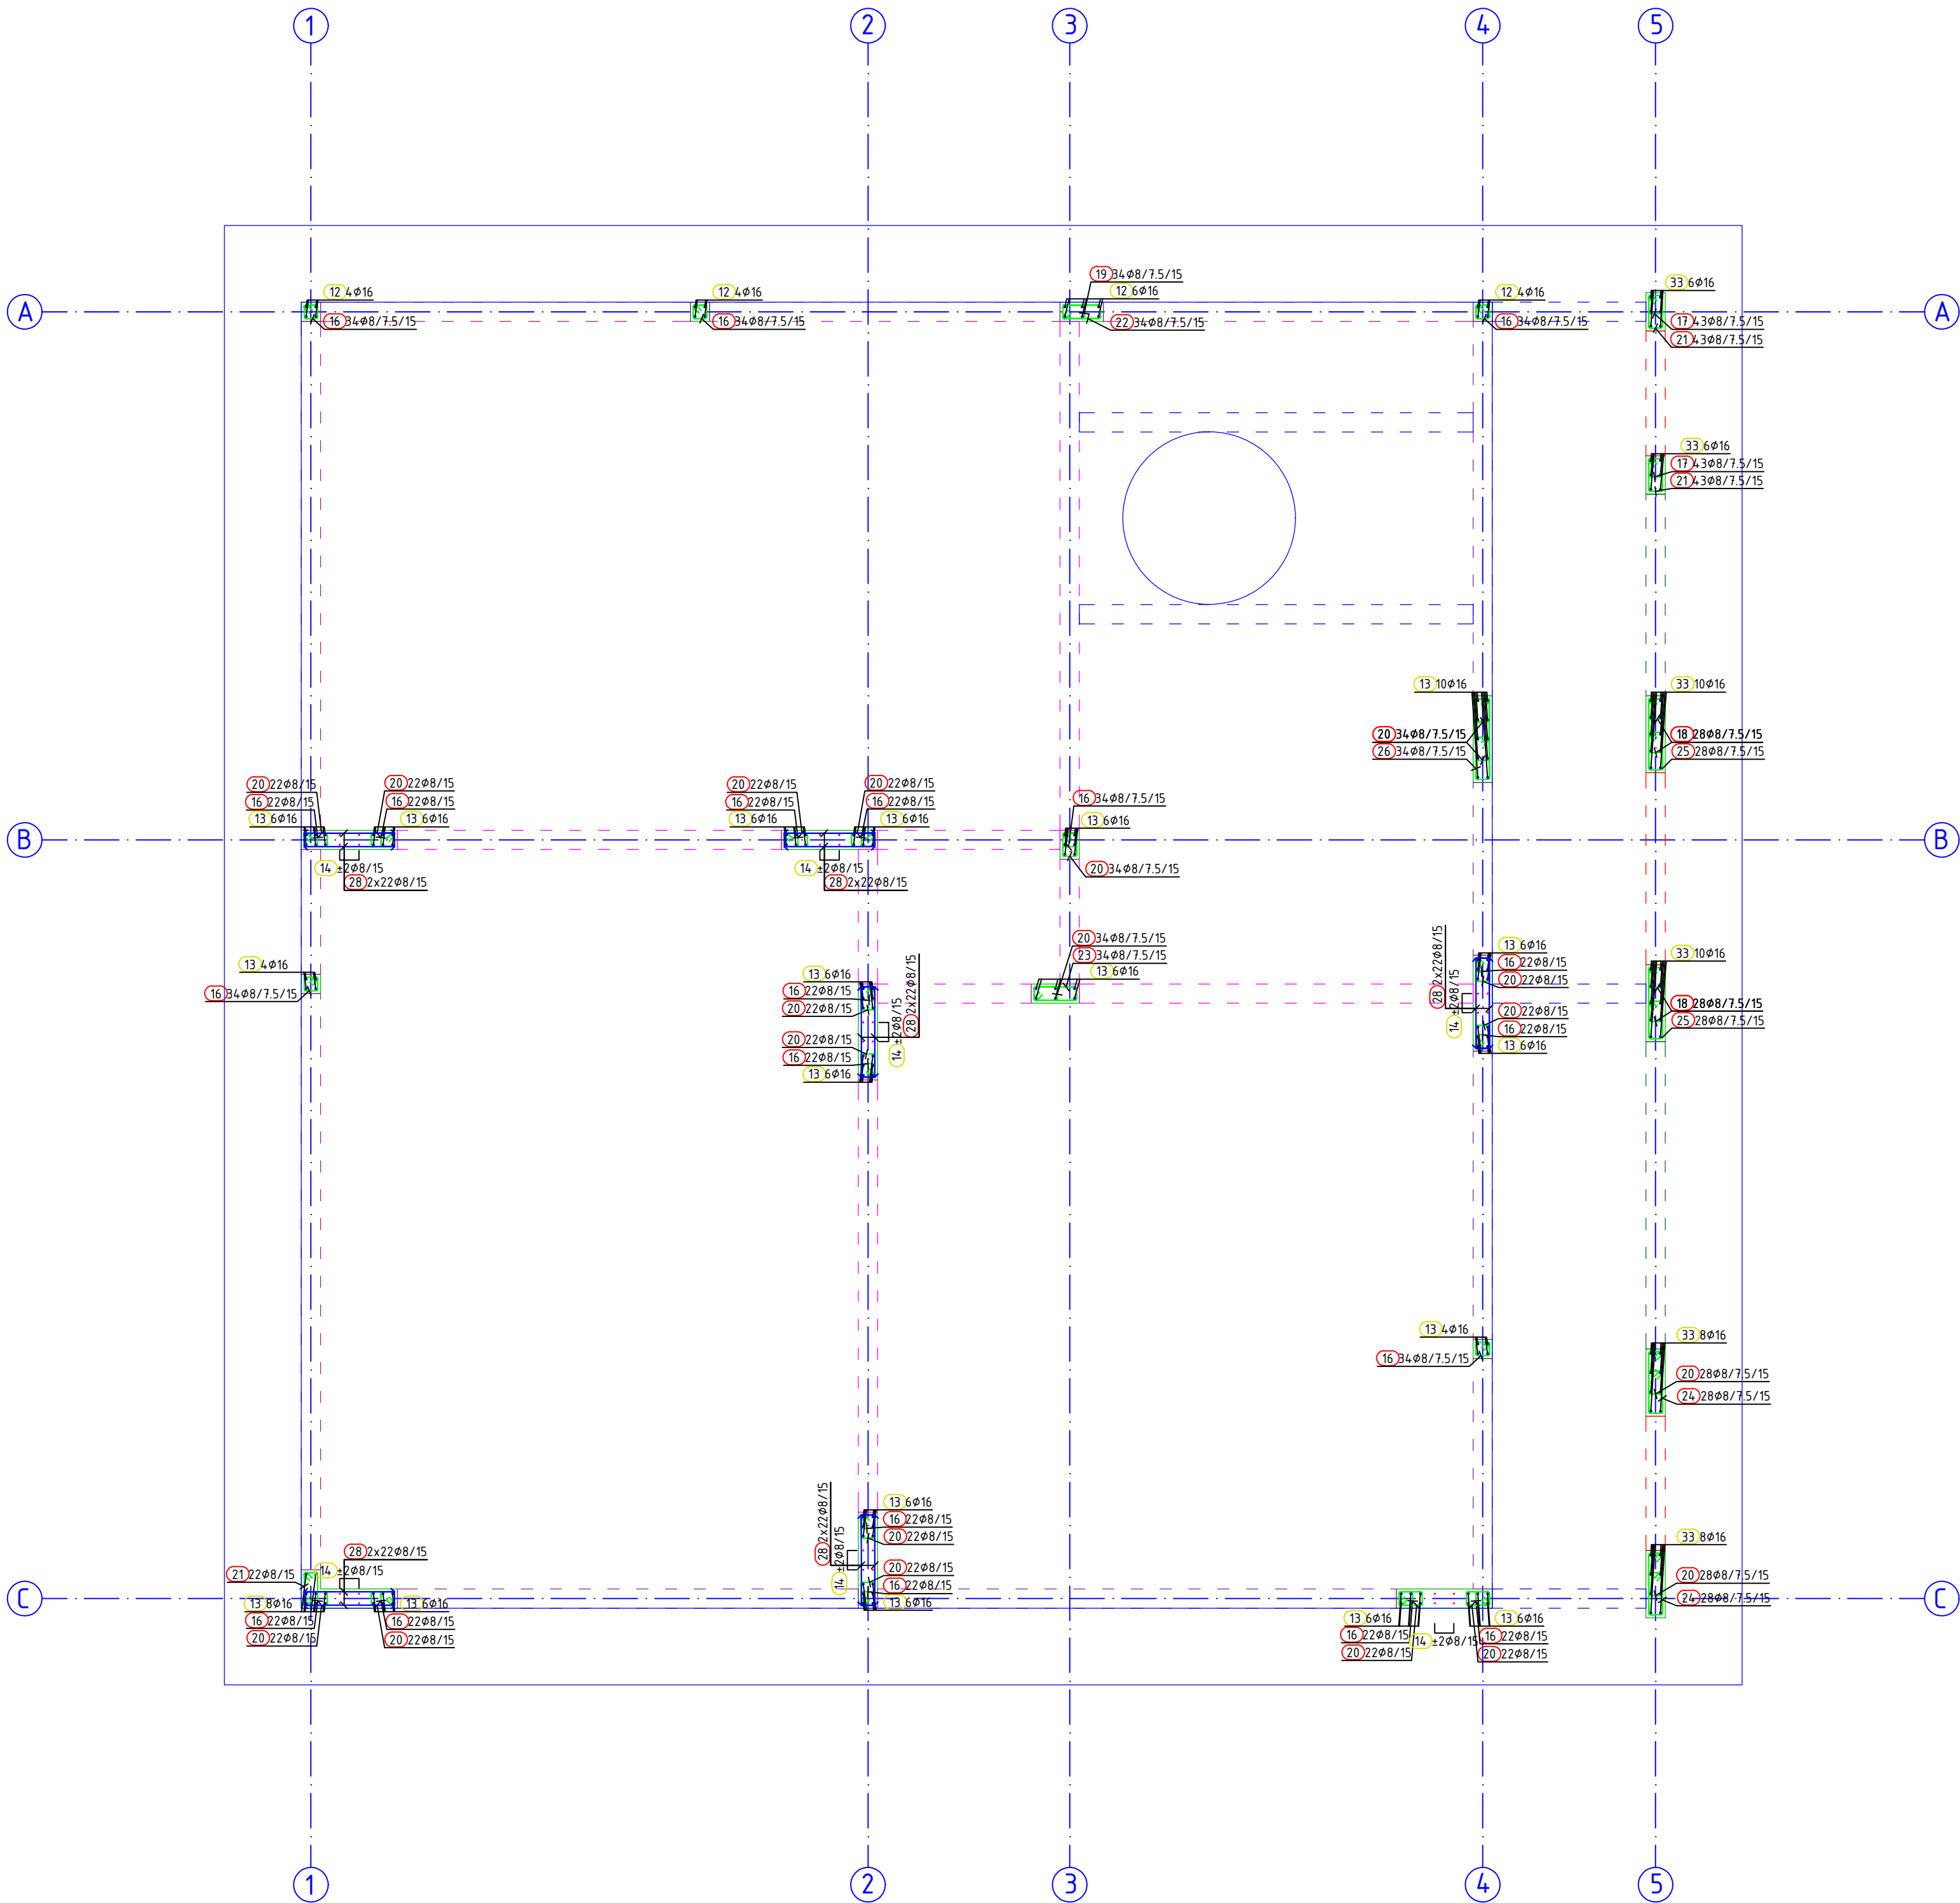 1 2 3 4 5
19 34ø8/7.5/15
12 4ø16
12 4ø16
12 6ø16
12 4ø16
33 6ø16
A A
16 34ø8/7.5/15
16 34ø8/7.5/15
22 34ø8/7.5/15
16 34ø8/7.5/15
17 43ø8/7.5/15
21 43ø8/7.5/15
33 6ø16
17 43ø8/7.5/15
21 43ø8/7.5/15
13 10ø16
33 10ø16
20 34ø8/7.5/15
26 34ø8/7.5/15
18 28ø8/7.5/15
25 28ø8/7.5/15
20 22ø8/15
20 22ø8/15
20 22ø8/15
20 22ø8/15
16 22ø8/15
16 22ø8/15
16 22ø8/15
16 22ø8/15
16 34ø8/7.5/15
13 6ø16
13 6ø16
13 6ø16
13 6ø16
13 6ø16
B B
14 ±2ø8/15
14 ±2ø8/15
20 34ø8/7.5/15
28 2x22ø8/15
28 2x22ø8/15
20 34ø8/7.5/15
23 34ø8/7.5/15
13 6ø16
13 4ø16
16 34ø8/7.5/15
13 6ø16
16 22ø8/15
20 22ø8/15
20 22ø8/15
16 22ø8/15
13 6ø16
28 2x22ø8/15
14 ±2ø8/15
28 2x22ø8/15
14 ±2ø8/15
13 6ø16
16 22ø8/15
20 22ø8/15
20 22ø8/15
16 22ø8/15
13 6ø16
33 10ø16
18 28ø8/7.5/15
25 28ø8/7.5/15
13 4ø16
16 34ø8/7.5/15
33 8ø16
20 28ø8/7.5/15
24 28ø8/7.5/15
28 2x22ø8/15
14 ±2ø8/15
13 6ø16
16 22ø8/15
20 22ø8/15
20 22ø8/15
16 22ø8/15
13 6ø16
28 2x22ø8/15
14 ±2ø8/15
21 22ø8/15
33 8ø16
20 28ø8/7.5/15
24 28ø8/7.5/15
C C
13 8ø16
13 6ø16
16 22ø8/15
16 22ø8/15
20 22ø8/15
20 22ø8/15
13 6ø16
13 6ø16
16 22ø8/15
14 ±2ø8/15
16 22ø8/15
20 22ø8/15
20 22ø8/15
1 2 3 4 5